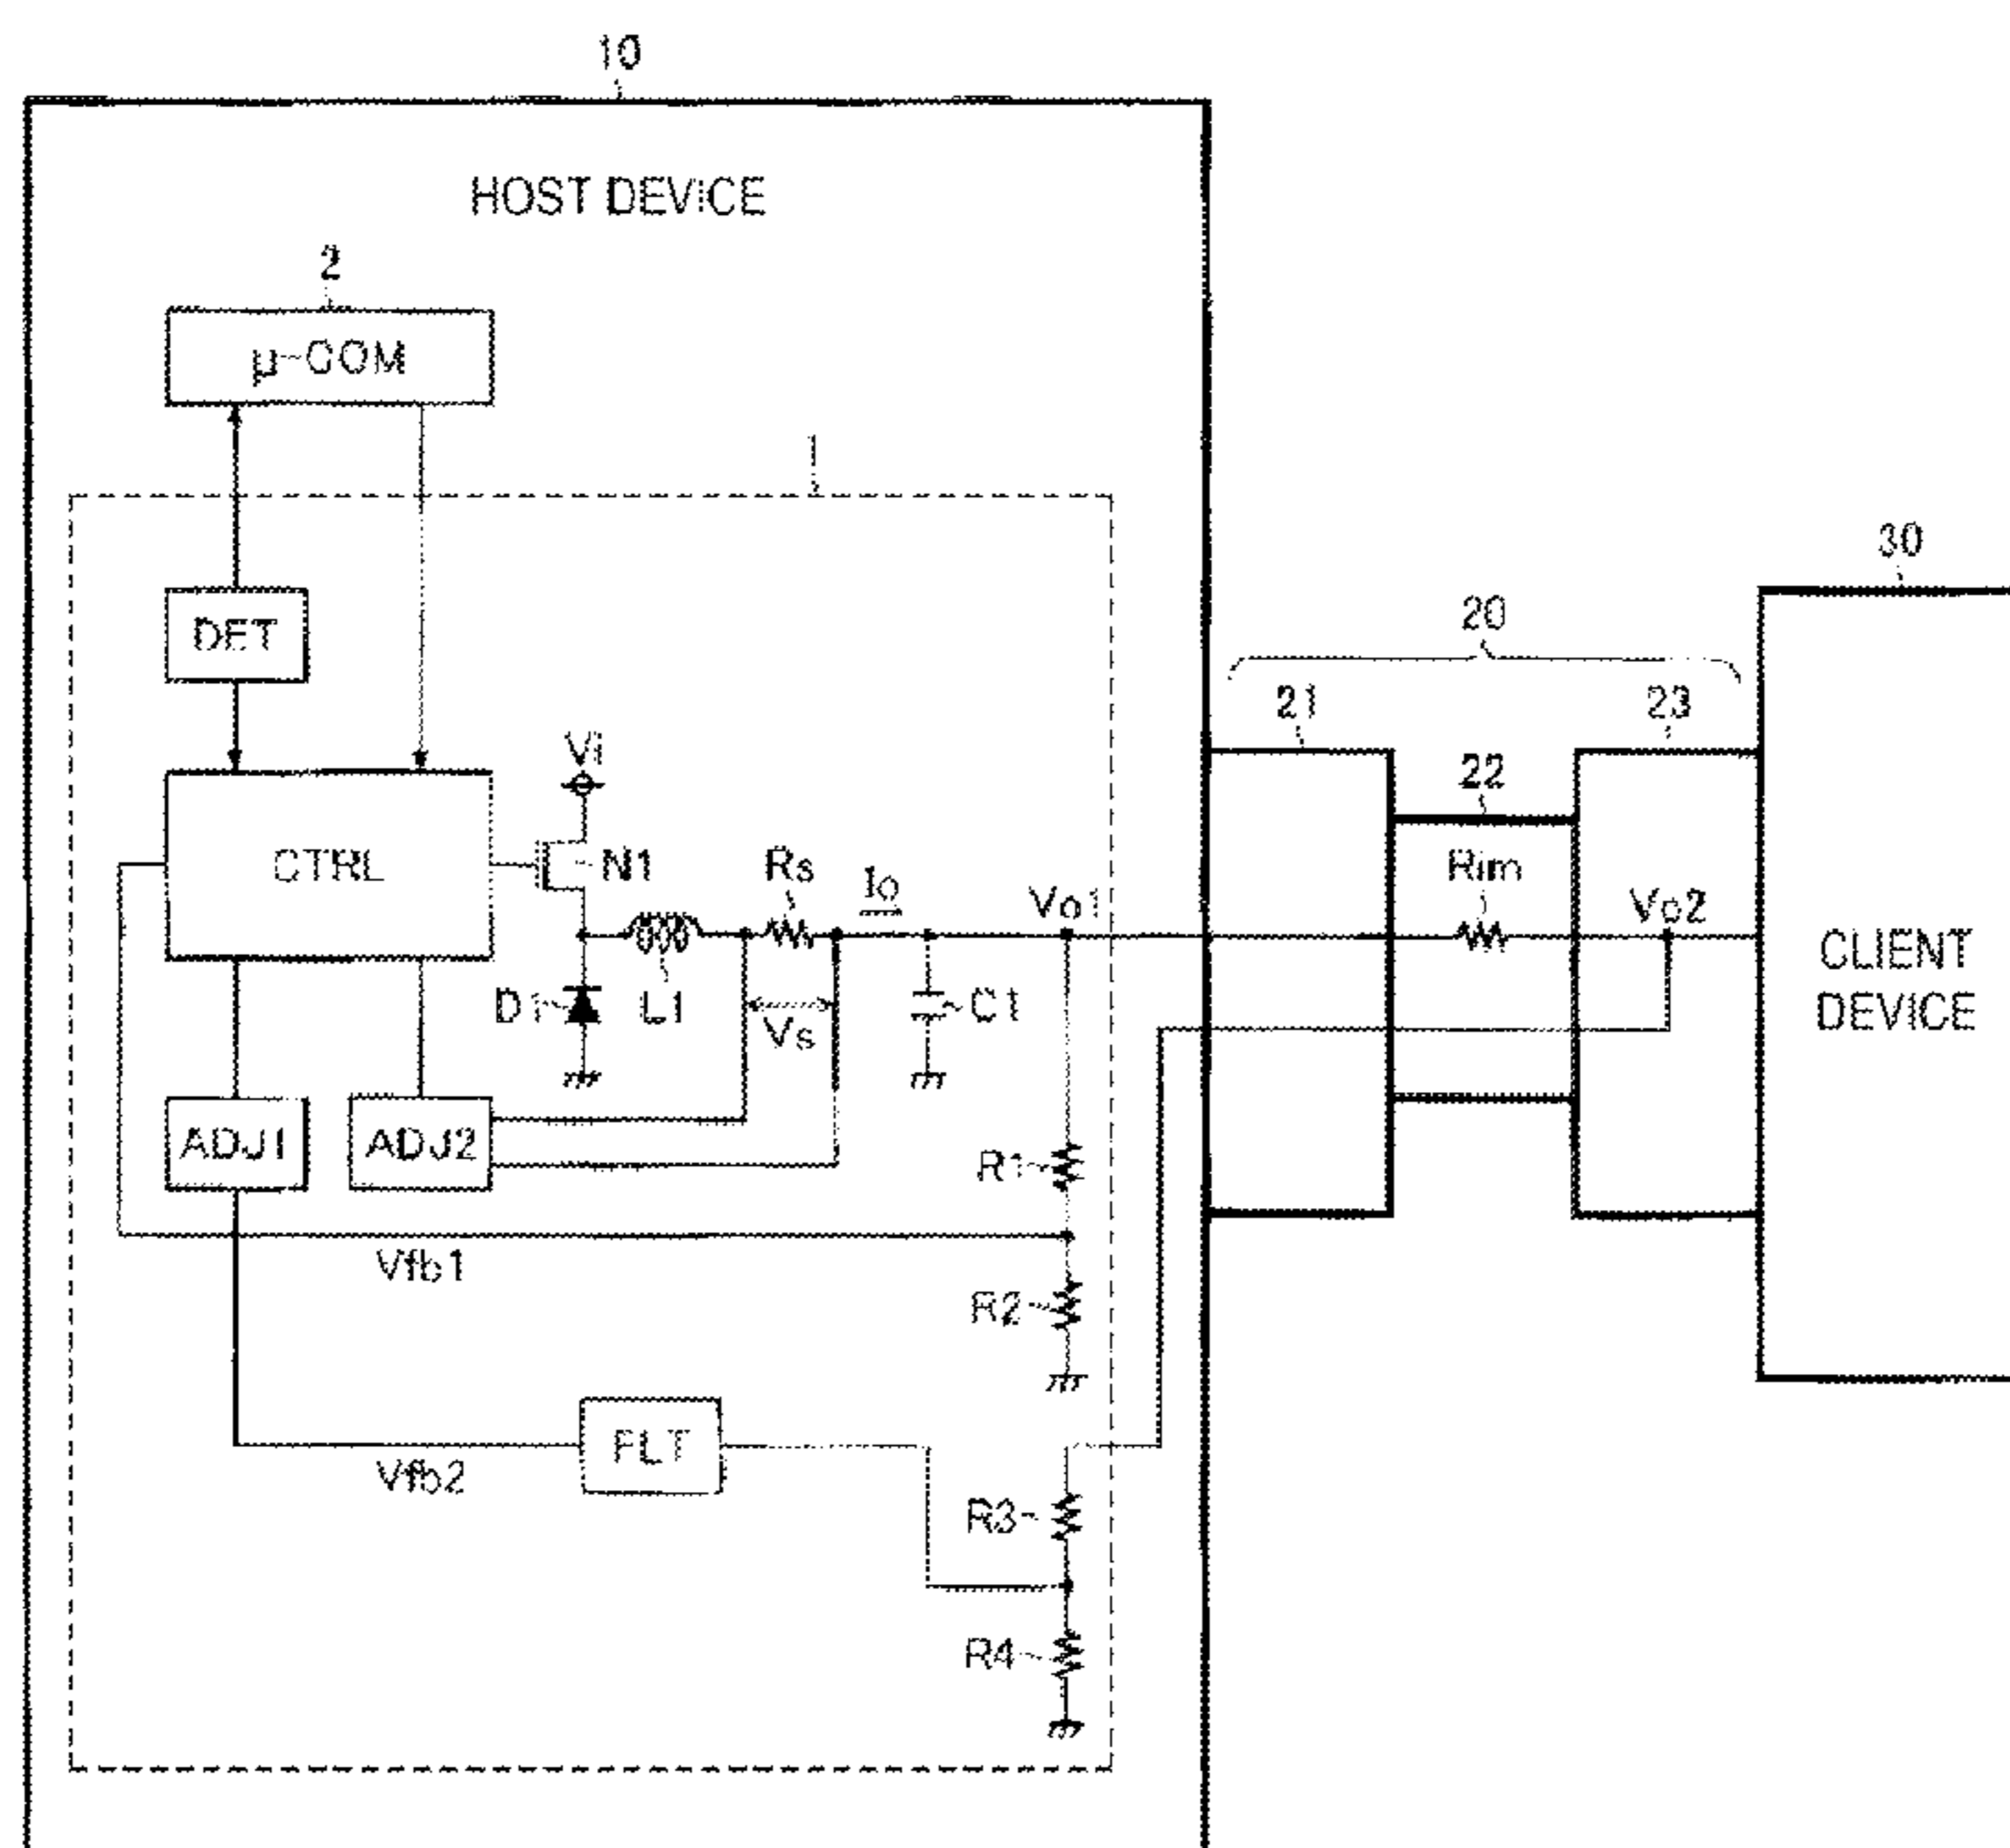 10
HOST DEVICE
2
μ-COM
1
DET
30
20
21
23
22
Vi
CTRL
N1
Rs
Io
Vo1
Rim
Vo2
CLIENT
DEVICE
D1
L1
Vs
C1
ADJ1
ADJ2
R1
Vfb1
R2
FLT
Vfb2
R3
R4